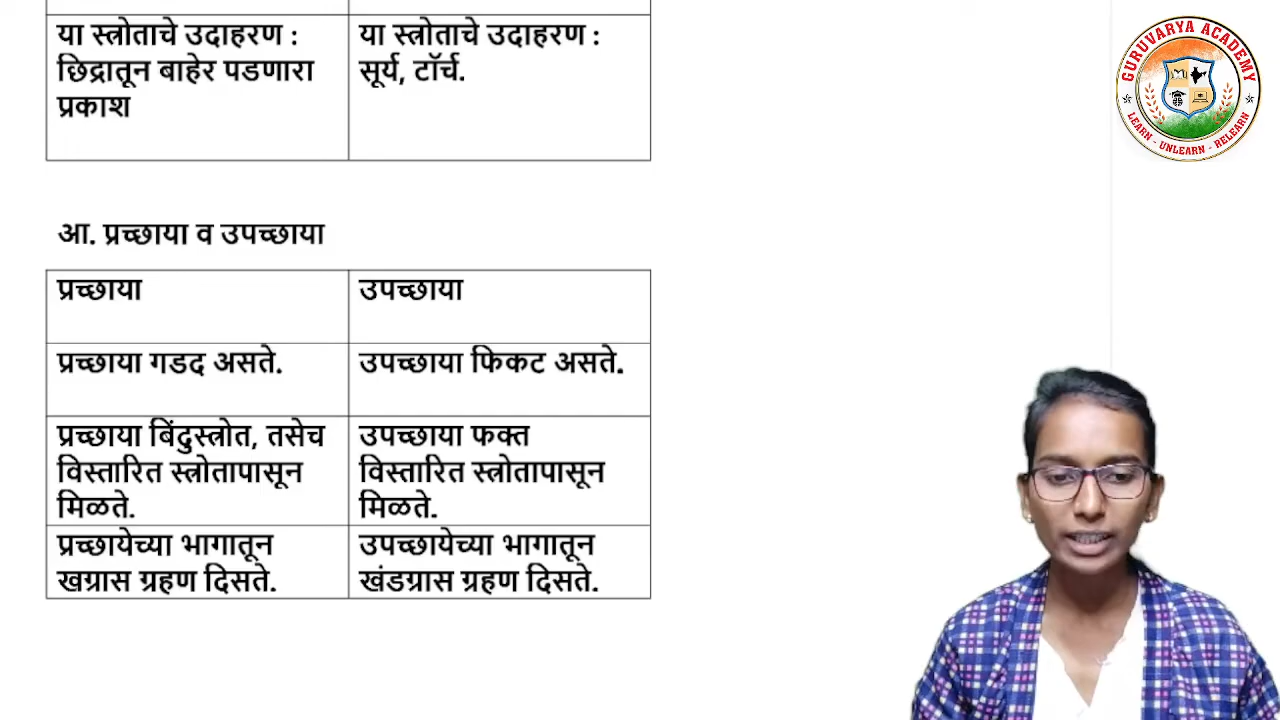 या स्त्रोताचे उदाहरण :
छिद्रातून बाहेर पडणारा
प्रकाश
या स्त्रोताचे उदाहरण :
सूर्य, टॉर्च.
GURUVARYA ACADEMY
LEARN - UNLEARN - RELEARN
आ. प्रच्छाया व उपच्छाया
प्रच्छाया
उपच्छाया
प्रच्छाया गडद असते.
उपच्छाया फिकट असते.
प्रच्छाया बिंदुस्त्रोत, तसेच
विस्तारित स्त्रोतापासून
मिळते.
उपच्छाया फक्त
विस्तारित स्त्रोतापासून
मिळते.
प्रच्छायेच्या भागातून
खग्रास ग्रहण दिसते.
उपच्छायेच्या भागातून
खंडग्रास ग्रहण दिसते.